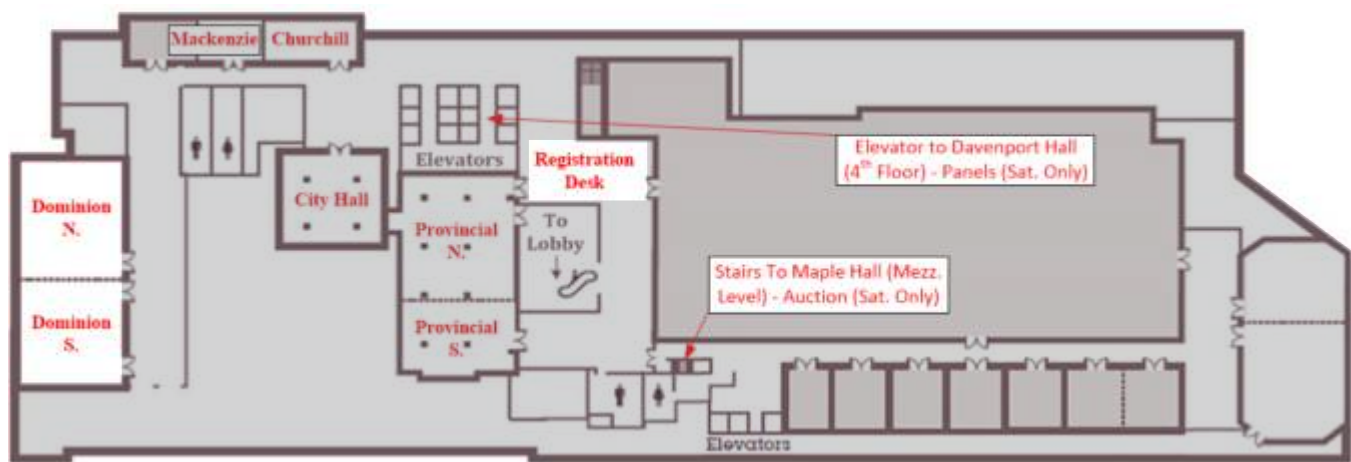 Mackenzie
Churchill
Elevator to Davenport Hall
(4th Floor) - Panels (Sat. Only)
Elevators
Registration
Desk
City Hall
Dominion
N.
Provincial
N.
To
Lobby
Stairs To Maple Hall (Mezz.
Level) - Auction (Sat. Only)
Dominion
S.
Provincial
S.
Elevators